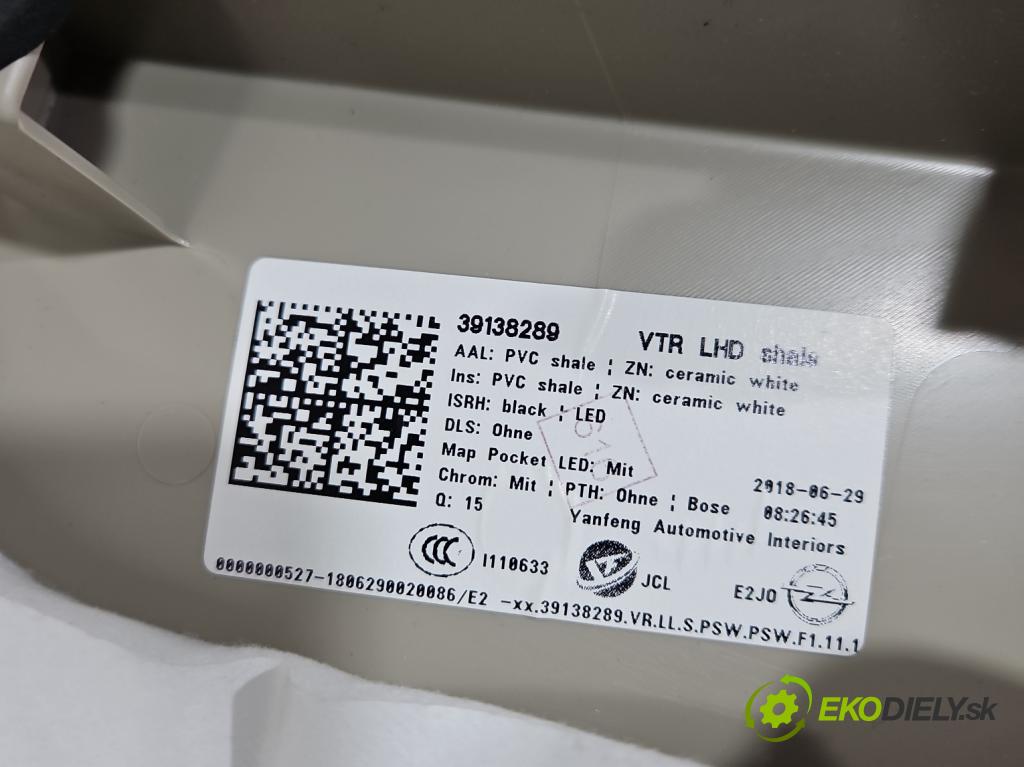 39138289 VTR LHD shale
AAL: PVC shale ¦ ZN: ceramic white
Ins: PVC shale ¦ ZN: ceramic white
ISRH: black ¦ LED
DLS: Ohne
Map Pocket LED: Mit
Chrom: Mit ¦ PTH: Ohne ¦ Bose
Q: 15
2018-06-29
08:26:45
Yanfeng Automotive Interiors
CCC I110633 JCL E2JO
0000000527-1806290020086/E2 -xx.39138289.VR.LL.S.PSW.PSW.F1.11.1
EKODIELY.sk